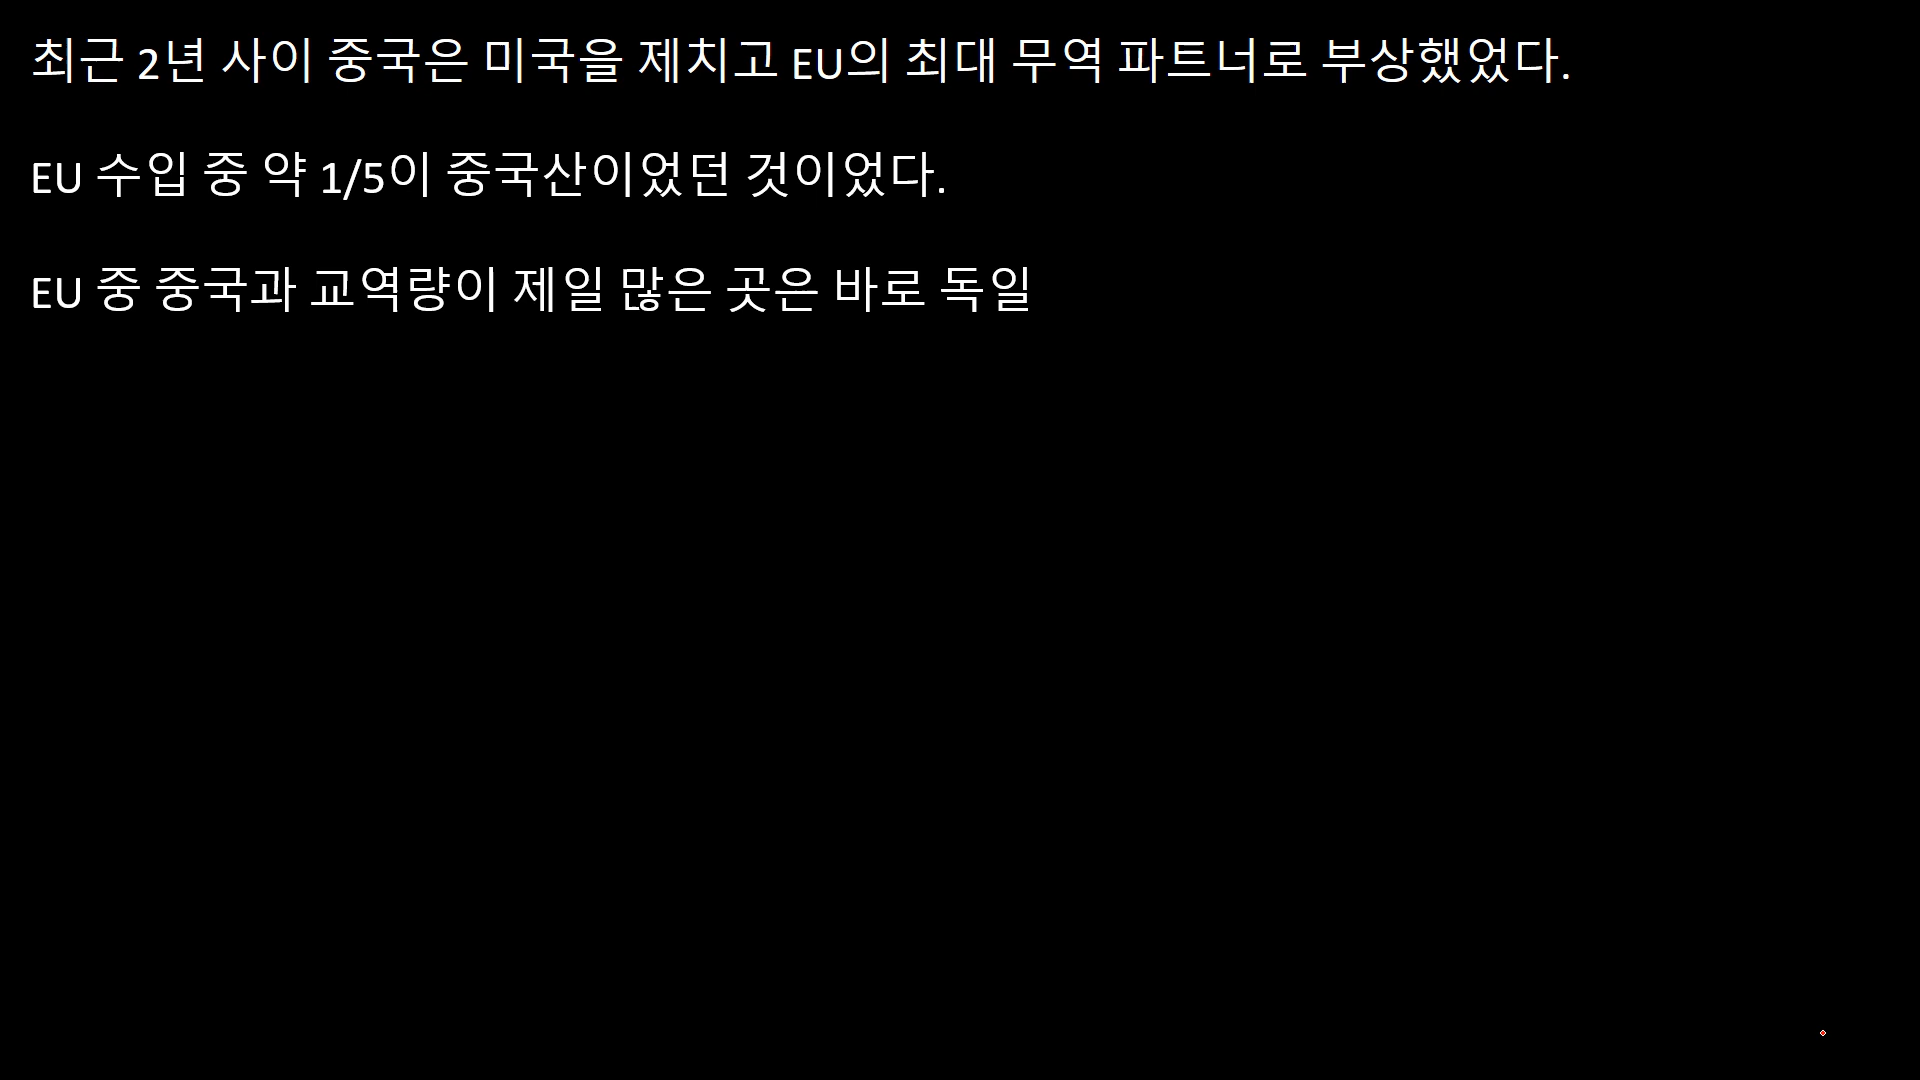 최근 2년 사이 중국은 미국을 제치고 EU의 최대 무역 파트너로 부상했었다.
EU 수입 중 약 1/5이 중국산이었던 것이었다.
EU 중 중국과 교역량이 제일 많은 곳은 바로 독일